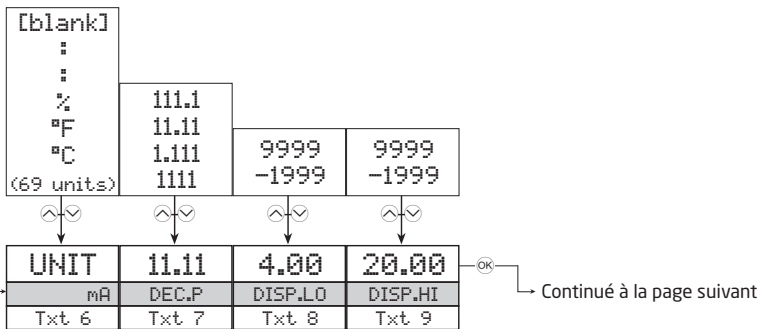 [blank]
:
:
%
°F
°C
(69 units)
111.1
11.11
1.111
1111
9999
-1999
9999
-1999
UNIT 11.11 4.00 20.00 OK
mA DEC.P DISP.LO DISP.HI Continué à la page suivant
Txt 6 Txt 7 Txt 8 Txt 9